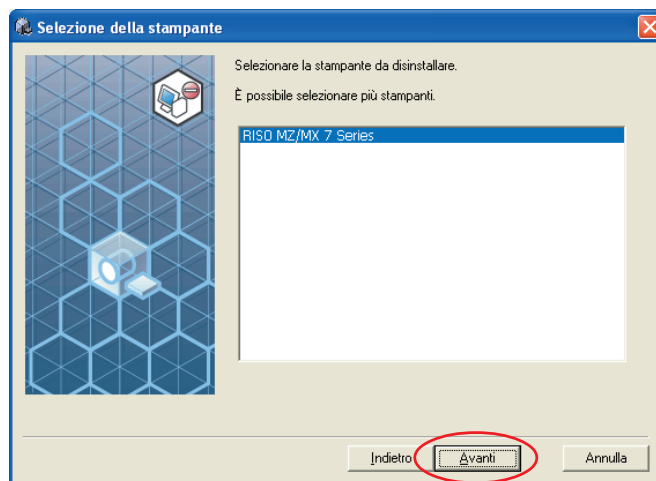 Selezione della stampante
Selezionare la stampante da disinstallare.
È possibile selezionare più stampanti.
RISO MZ/MX 7 Series
Indietro
Avanti
Annulla